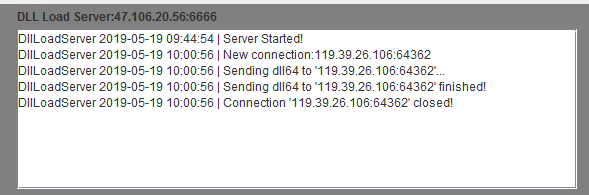 DLL Load Server:47.106.20.56:6666
DllLoadServer 2019-05-19 09:44:54 | Server Started!
DllLoadServer 2019-05-19 10:00:56 | New connection:119.39.26.106:64362
DllLoadServer 2019-05-19 10:00:56 | Sending dll64 to '119.39.26.106:64362'...
DllLoadServer 2019-05-19 10:00:56 | Sending dll64 to '119.39.26.106:64362' finished!
DllLoadServer 2019-05-19 10:00:56 | Connection '119.39.26.106:64362' closed!